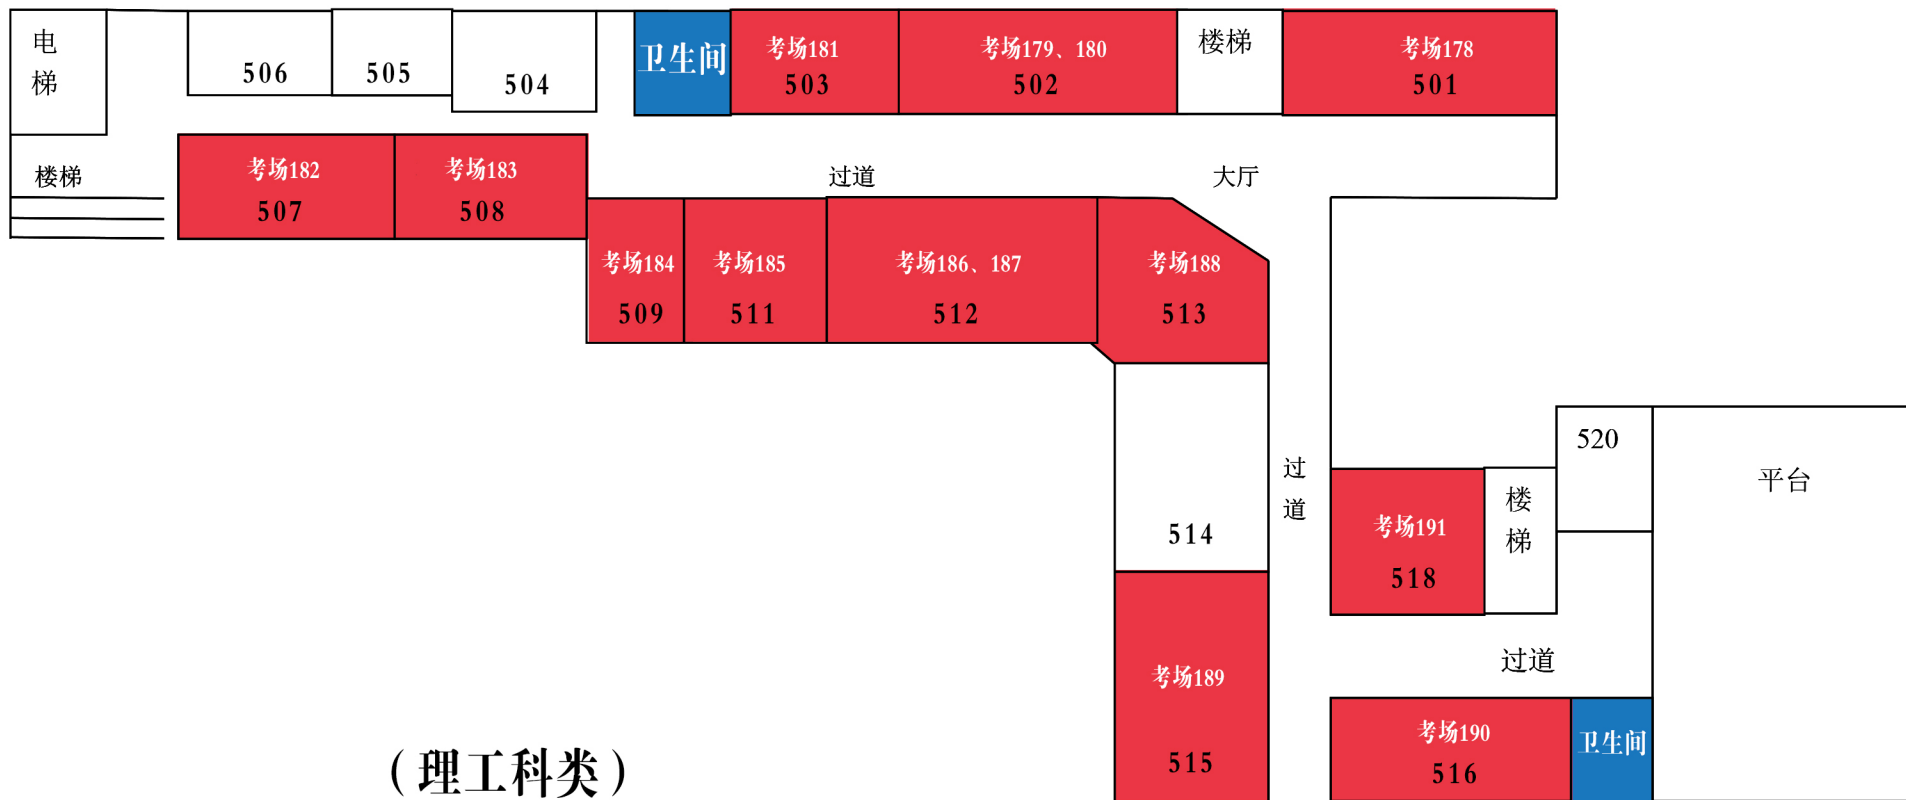 电梯
506
505
504
卫生间
考场181
503
考场179、180
502
楼梯
考场178
501
楼梯
考场182
507
考场183
508
过道
大厅
考场184
509
考场185
511
考场186、187
512
考场188
513
514
过道
考场191
518
楼梯
520
平台
过道
考场189
515
考场190
516
卫生间
（理工科类）